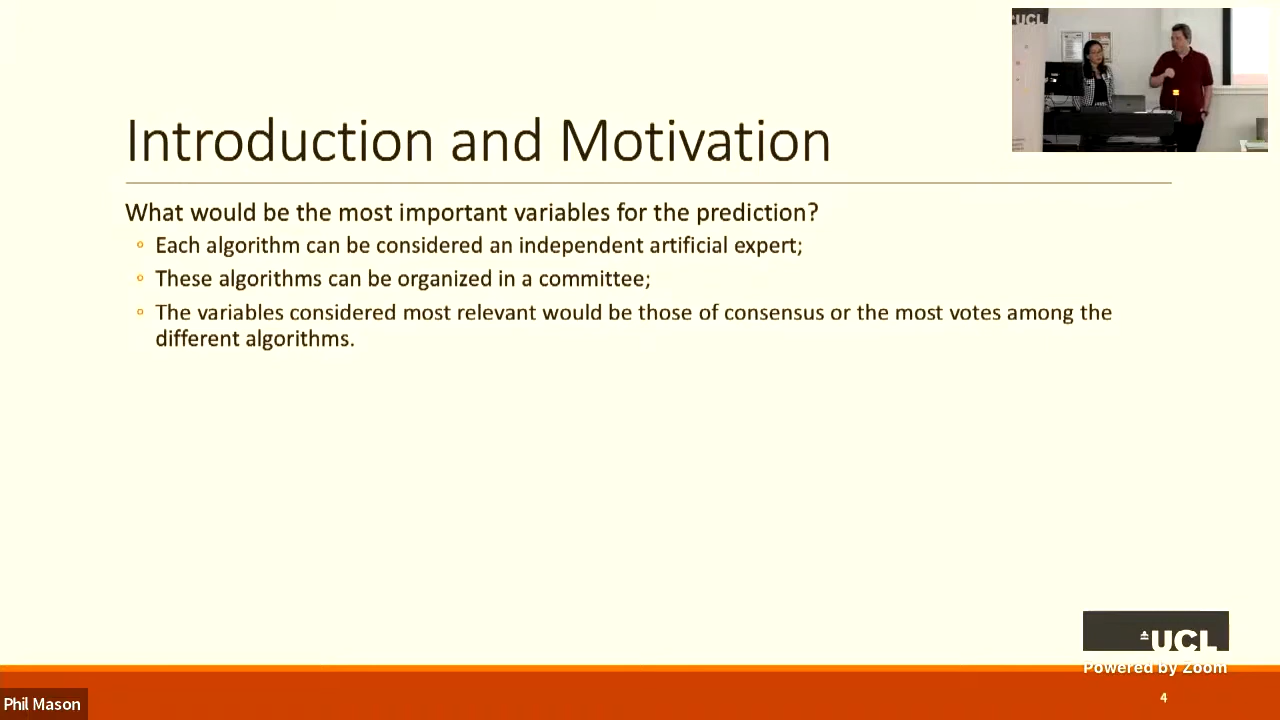 UCL
Introduction and Motivation
What would be the most important variables for the prediction?
Each algorithm can be considered an independent artificial expert;
These algorithms can be organized in a committee;
The variables considered most relevant would be those of consensus or the most votes among the
different algorithms.
UCL
Powered by Zoom
4
Phil Mason